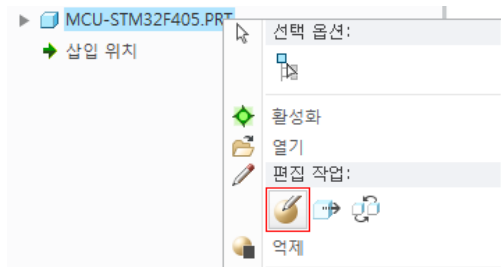 MCU-STM32F405.PRT
삽입 위치
선택 옵션:
활성화
열기
편집 작업:
억제